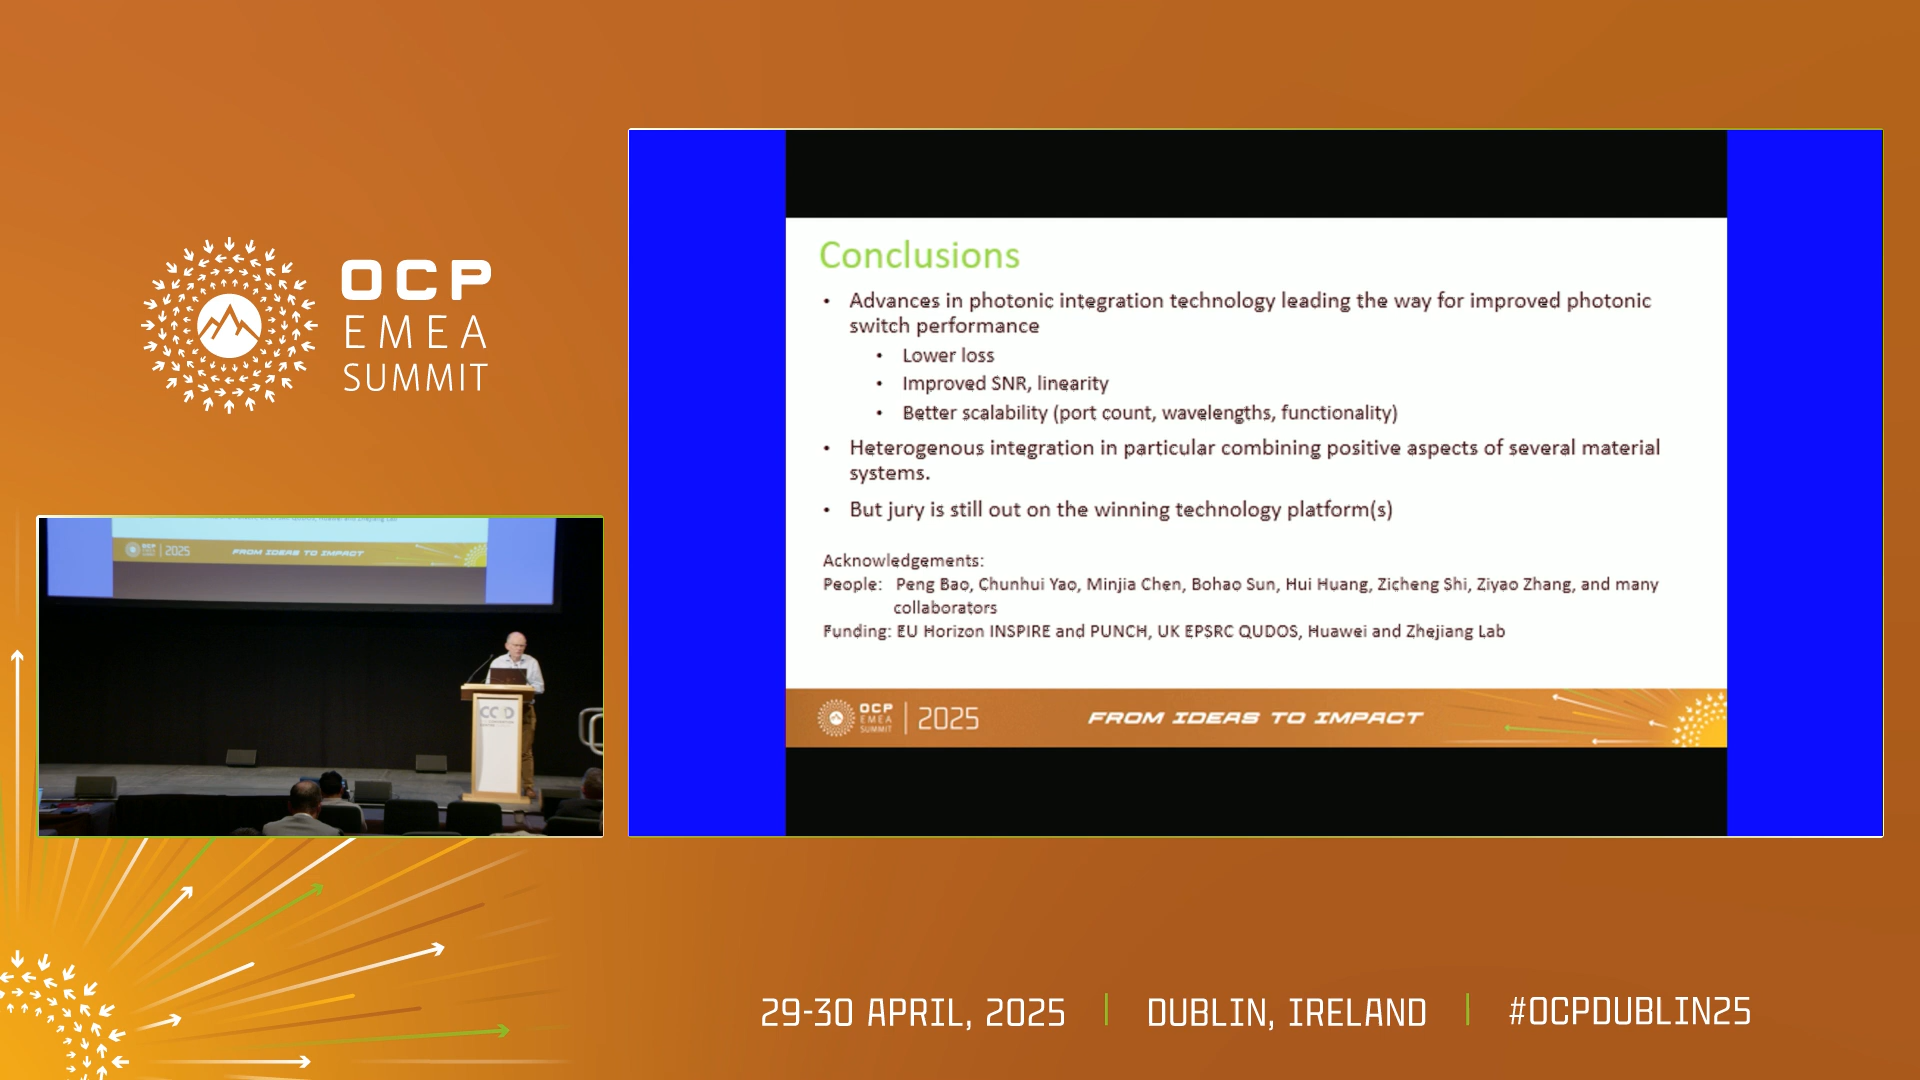 OCP
EMEA
SUMMIT
Conclusions
• Advances in photonic integration technology leading the way for improved photonic
switch performance
• Lower loss
• Improved SNR, linearity
• Better scalability (port count, wavelengths, functionality)
• Heterogenous integration in particular combining positive aspects of several material
systems.
• But jury is still out on the winning technology platform(s)
Acknowledgements:
People: Peng Bao, Chunhui Yao, Minjia Chen, Bohao Sun, Hui Huang, Zicheng Shi, Ziyao Zhang, and many
collaborators
Funding: EU Horizon INSPIRE and PUNCH, UK EPSRC QUDOS, Huawei and Zhejiang Lab
OCP
EMEA
SUMMIT
2025
FROM IDEAS TO IMPACT
2025
FROM IDEAS TO IMPACT
29-30 APRIL, 2025
DUBLIN, IRELAND
#OCPDUBLIN25